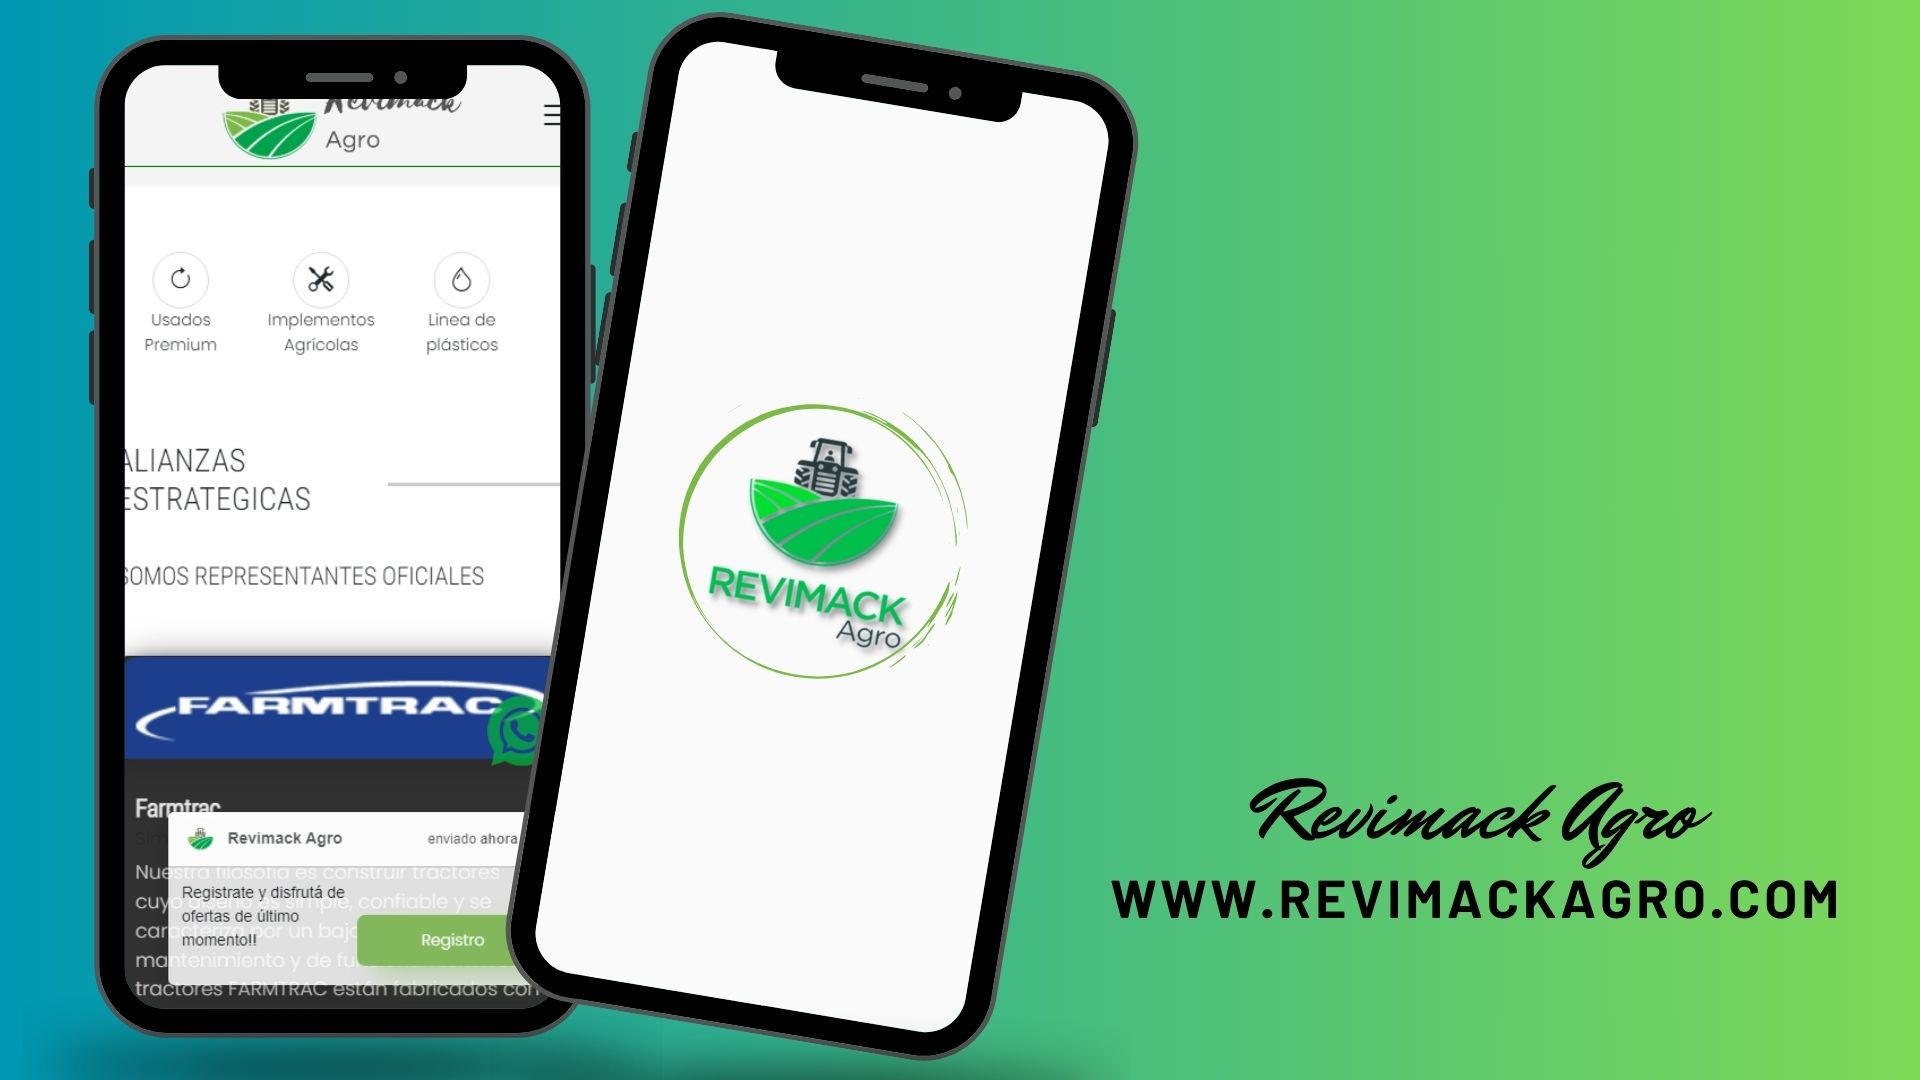 Revimack
Agro
Usados
Premium
Implementos
Agrícolas
Linea de
plásticos
ALIANZAS
ESTRATEGICAS
SOMOS REPRESENTANTES OFICIALES
FARMTRAC
Farmtrac
Revimack Agro enviado ahora
Nuestra filosofía es construir tractores
Registrate y disfrutá de
cuyo diseño es simple, confiable y se
ofertas de último
caracteriza por un bajo
momento!!
Registro
mantenimiento y de
tractores FARMTRAC están fabricados con
REVIMACK
Agro
Revimack Agro
WWW.REVIMACKAGRO.COM